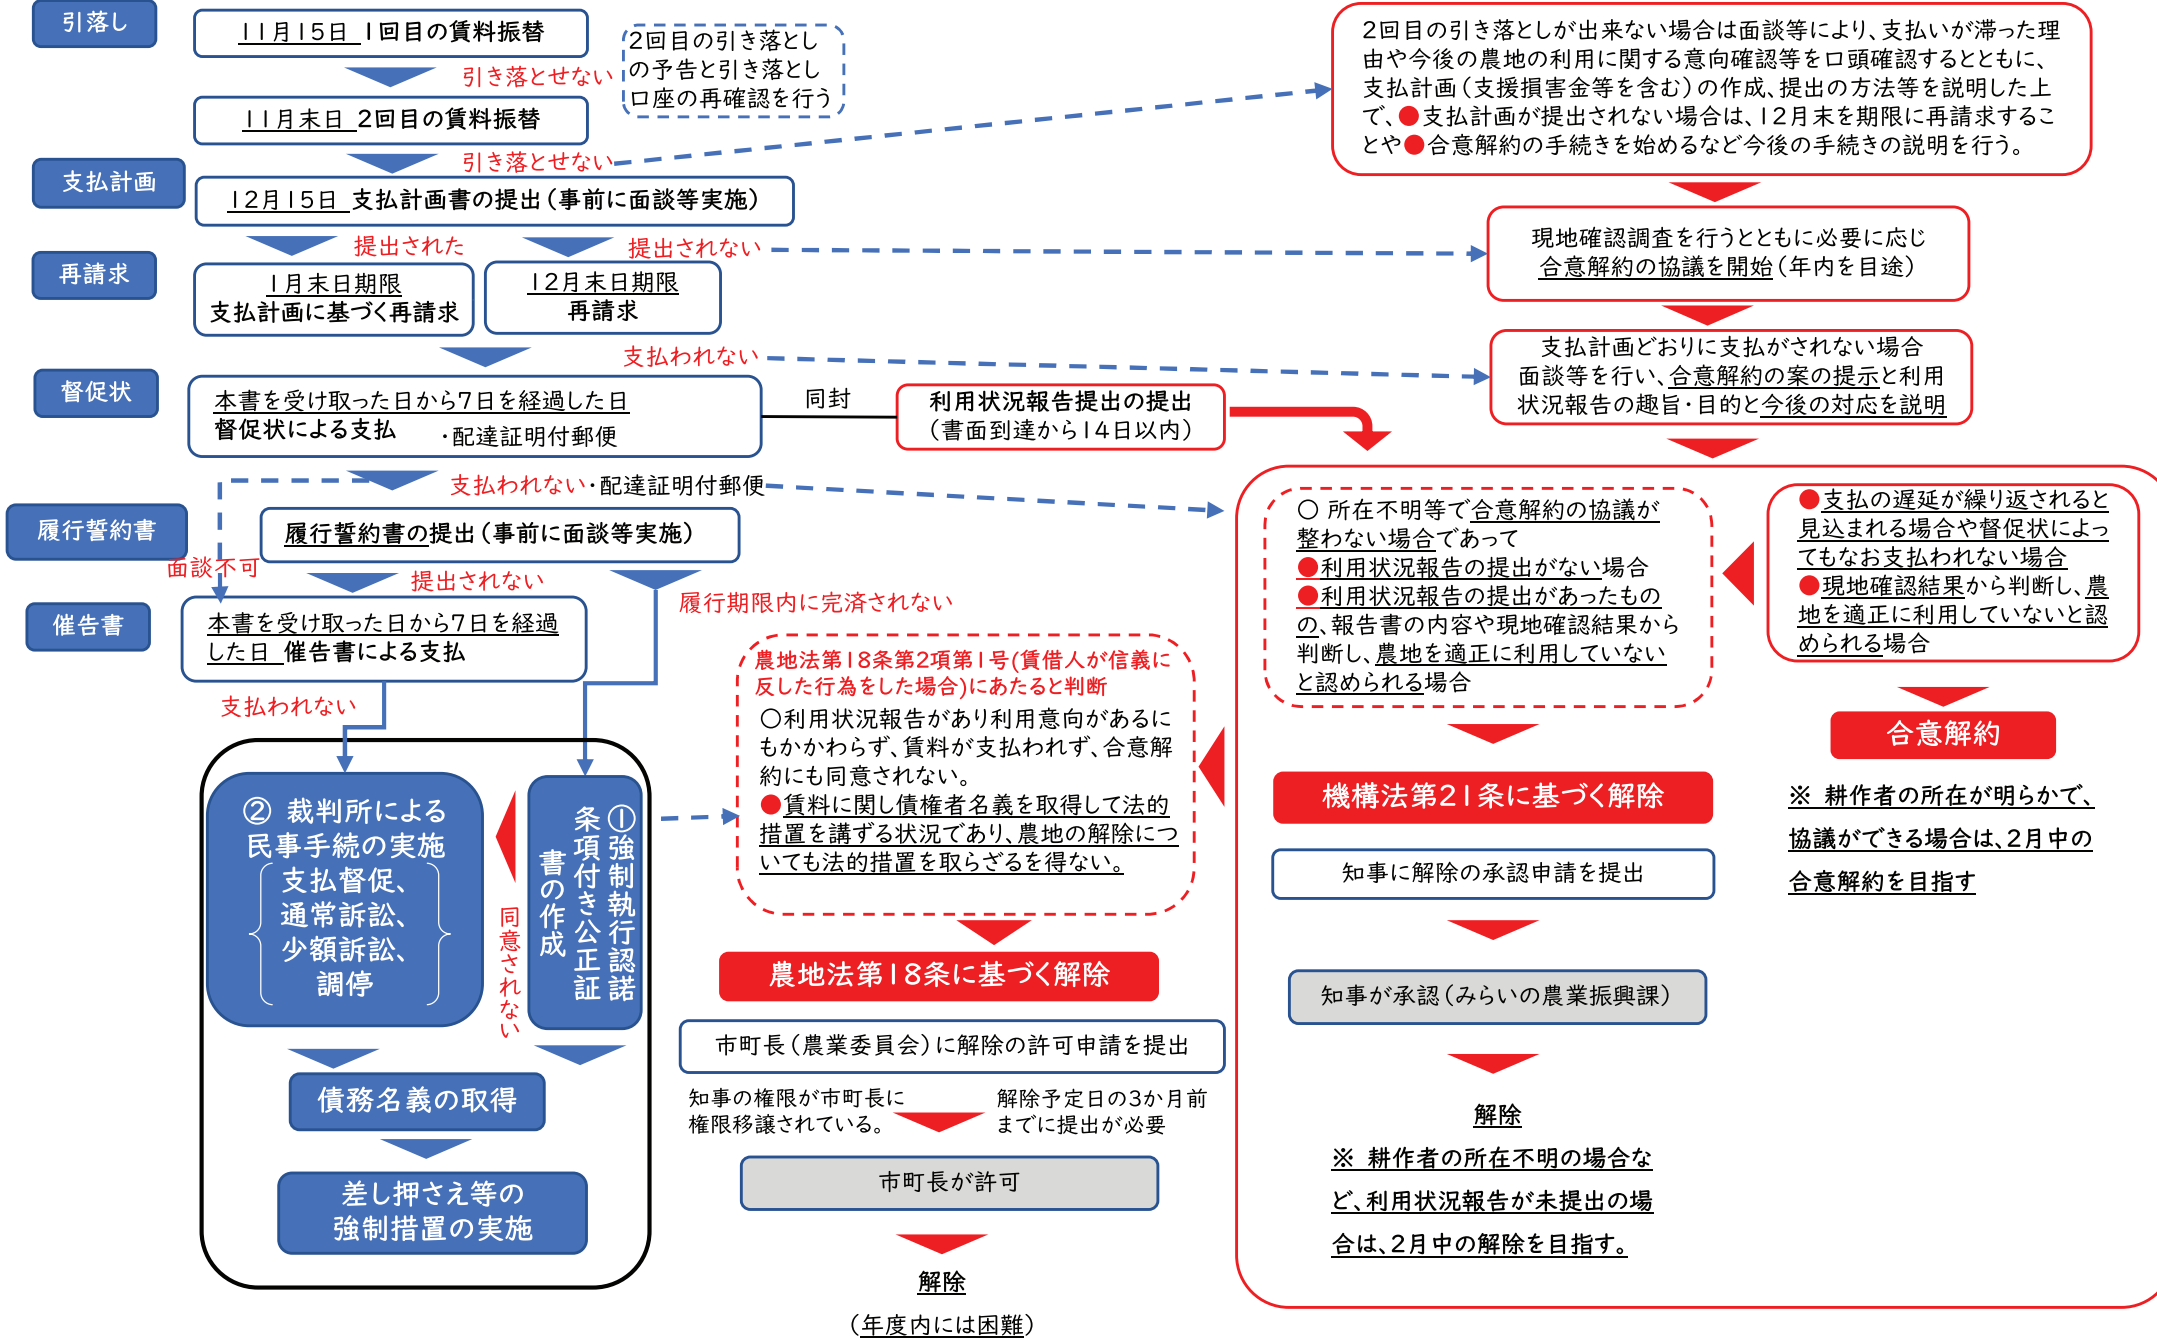 引落し
11月15日 1回目の賃料振替
引き落とせない
2回目の引き落とし
の予告と引き落とし
口座の再確認を行う
11月末日 2回目の賃料振替
引き落とせない
支払計画
12月15日 支払計画書の提出(事前に面談等実施)
提出された
提出されない
再請求
1月末日期限
支払計画に基づく再請求
12月末日期限
再請求
支払われない
督促状
本書を受け取った日から7日を経過した日
督促状による支払 ・配達証明付郵便
同封
利用状況報告提出の提出
(書面到達から14日以内)
支払われない・配達証明付郵便
履行誓約書
履行誓約書の提出(事前に面談等実施)
面談不可
提出されない
履行期限内に完済されない
催告書
本書を受け取った日から7日を経過
した日 催告書による支払
支払われない
② 裁判所による
民事手続の実施
支払督促、
通常訴訟、
少額訴訟、
調停
同意されない
①強制執行認諾
条項付き公正証
書の作成
債務名義の取得
差し押さえ等の
強制措置の実施
2回目の引き落としが出来ない場合は面談等により、支払いが滞った理
由や今後の農地の利用に関する意向確認等を口頭確認するとともに、
支払計画(支援損害金等を含む)の作成、提出の方法等を説明した上
で、●支払計画が提出されない場合は、12月末を期限に再請求するこ
とや●合意解約の手続きを始めるなど今後の手続きの説明を行う。
現地確認調査を行うとともに必要に応じ
合意解約の協議を開始(年内を目途)
支払計画どおりに支払がされない場合
面談等を行い、合意解約の案の提示と利用
状況報告の趣旨・目的と今後の対応を説明
●支払の遅延が繰り返されると
見込まれる場合や督促状によっ
てもなお支払われない場合
●現地確認結果から判断し、農
地を適正に利用していないと認
められる場合
合意解約
※ 耕作者の所在が明らかで、
協議ができる場合は、2月中の
合意解約を目指す
○ 所在不明等で合意解約の協議が
整わない場合であって
●利用状況報告の提出がない場合
●利用状況報告の提出があったもの
の、報告書の内容や現地確認結果から
判断し、農地を適正に利用していない
と認められる場合
機構法第21条に基づく解除
知事に解除の承認申請を提出
知事が承認(みらいの農業振興課)
解除
※ 耕作者の所在不明の場合な
ど、利用状況報告が未提出の場
合は、2月中の解除を目指す。
農地法第18条第2項第1号(賃借人が信義に
反した行為をした場合)にあたると判断
○利用状況報告があり利用意向があるに
もかかわらず、賃料が支払われず、合意解
約にも同意されない。
●賃料に関し債権者名義を取得して法的
措置を講ずる状況であり、農地の解除につ
いても法的措置を取らざるを得ない。
農地法第18条に基づく解除
市町長(農業委員会)に解除の許可申請を提出
知事の権限が市町長に
権限移譲されている。
解除予定日の3か月前
までに提出が必要
市町長が許可
解除
(年度内には困難)